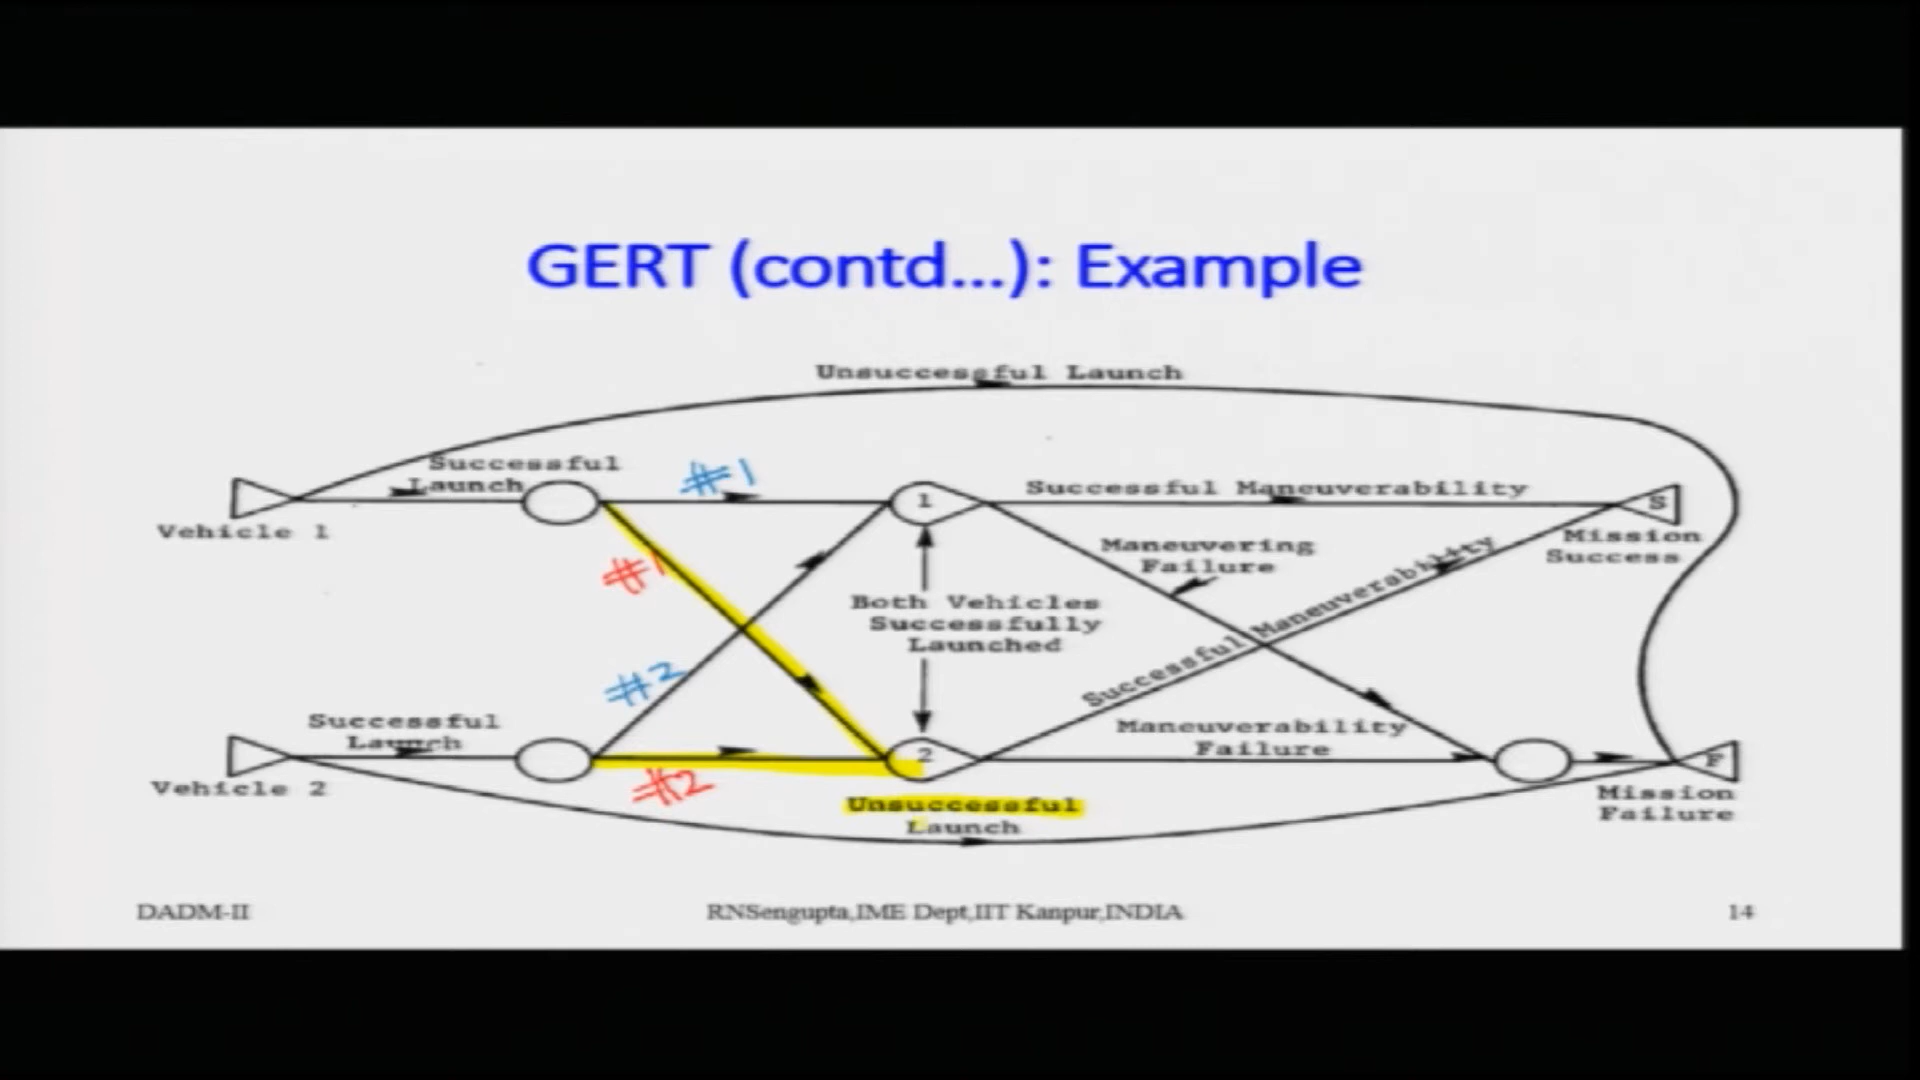 GERT (contd...): Example
Unsuccessful Launch
Successful
Launch
#1
1
Successful Maneuverability
S
Vehicle 1
Mission
Success
Maneuvering
Failure
#1
Both Vehicles
Successfully
Launched
Successful Maneuverability
#2
Successful
Launch
Maneuverability
Failure
2
F
Vehicle 2
#2
Unsuccessful
Launch
Mission
Failure
DADM-II
RNSengupta,IME Dept,IIT Kanpur,INDIA
14